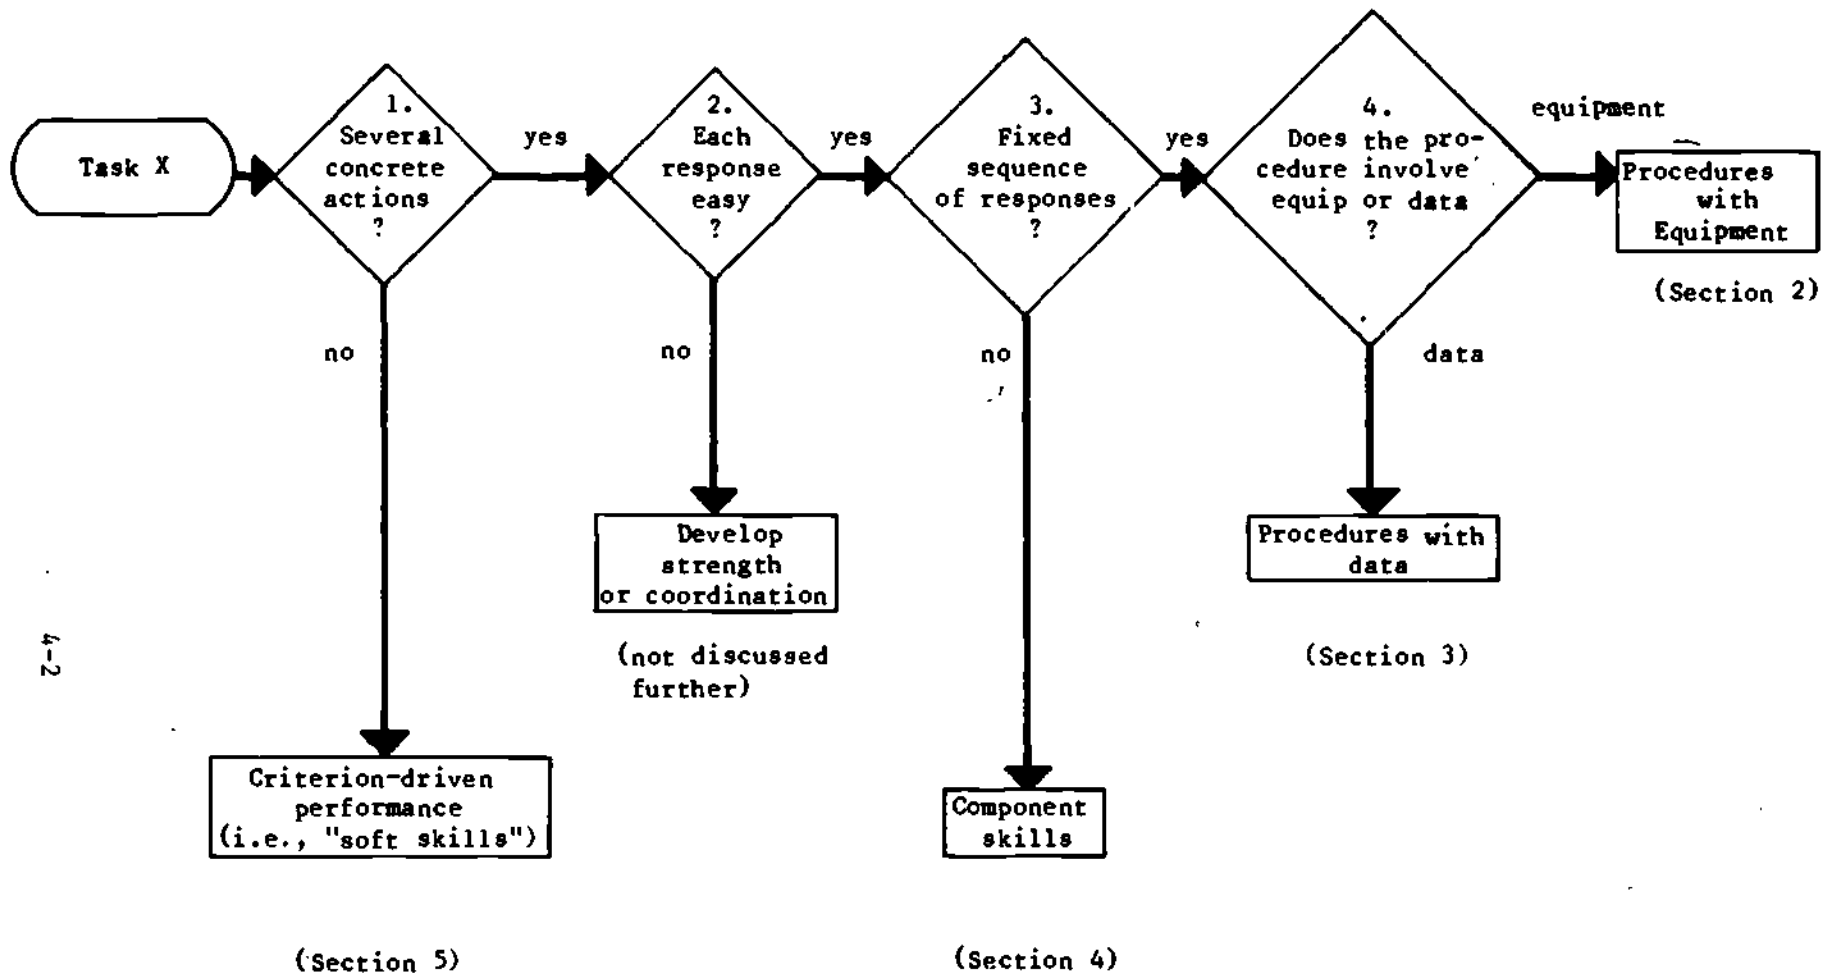 Task X
1.
Several
concrete
actions
?
yes
no
2.
Each
response
easy
?
yes
no
3.
Fixed
sequence
of responses
?
yes
no
4.
Does the pro-
cedure involve
equip or data
?
equipment
data
Procedures
with
Equipment
(Section 2)
Procedures with
data
(Section 3)
Develop
strength
or coordination
(not discussed
further)
Criterion-driven
performance
(i.e., "soft skills")
(Section 5)
Component
skills
(Section 4)
4-2